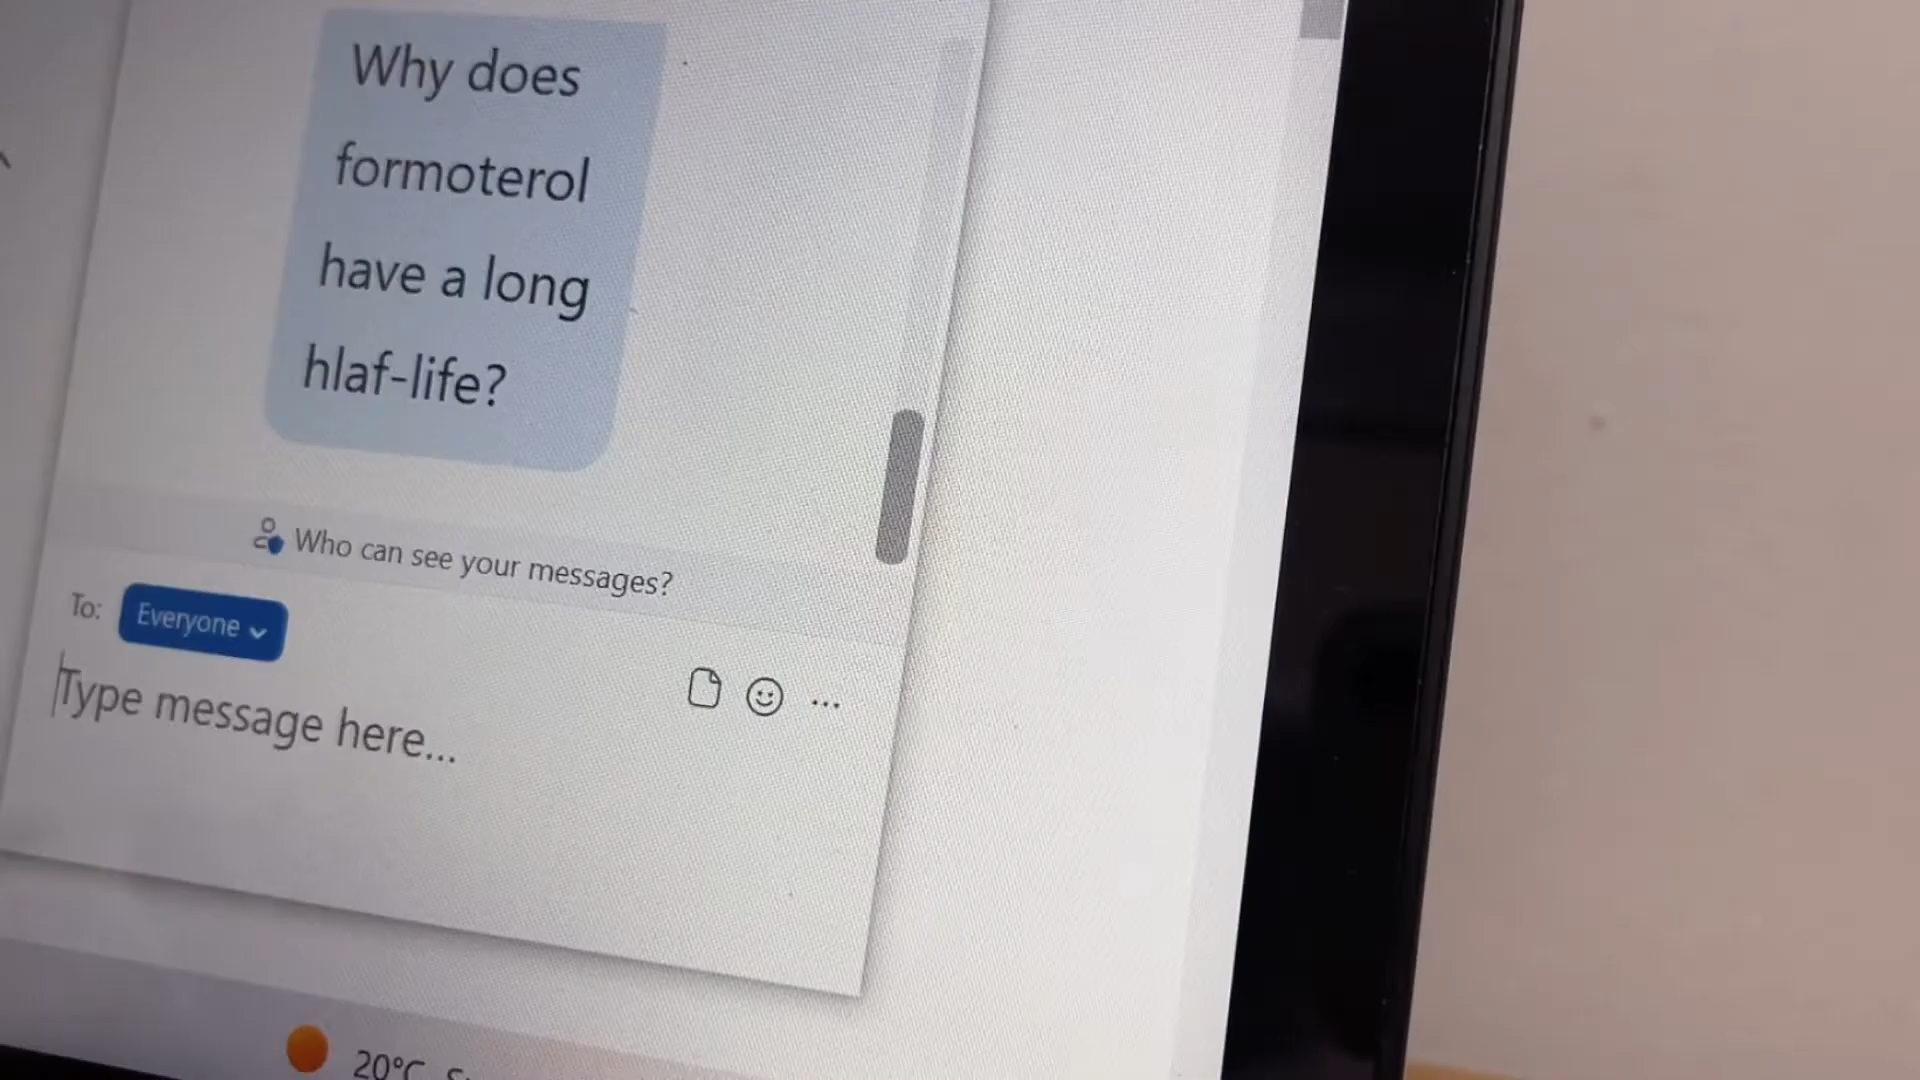 Why does
formoterol
have a long
hlaf-life?
Who can see your messages?
To: Everyone
Type message here...
20°C